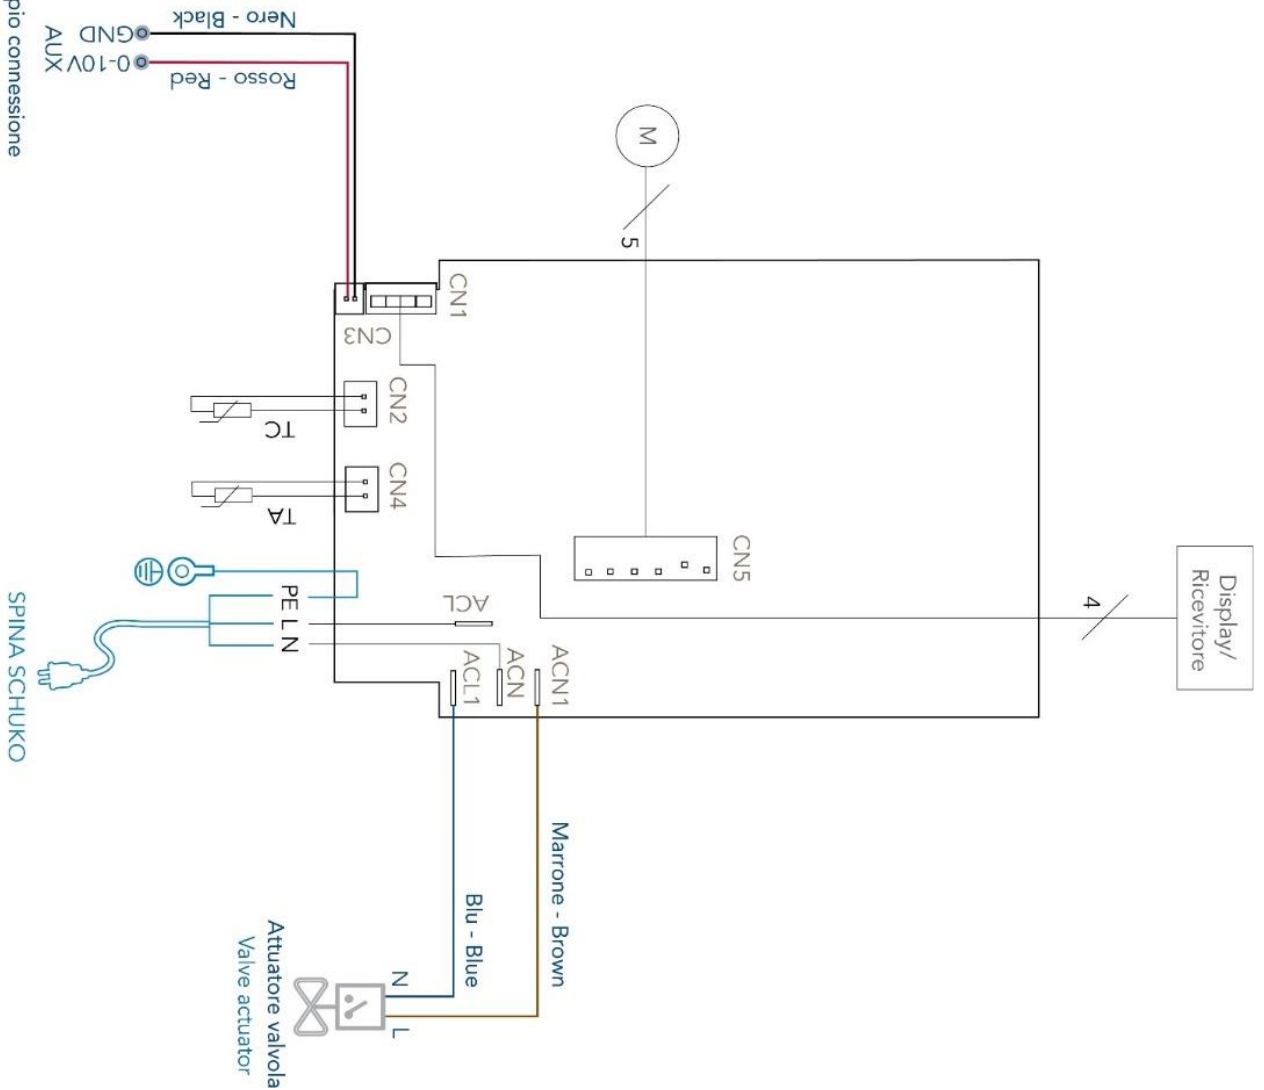 pio connessione
Nero - Black
GND
AUX
0-10V
Rosso - Red
M
5
CN1
CN3
CN2
TC
CN4
TA
CN5
Display/
Ricevitore
4
PE
L
N
ACL
ACL1
ACN
ACN1
SPINA SCHUKO
Marrone - Brown
Blu - Blue
N
L
Attuatore valvola
Valve actuator